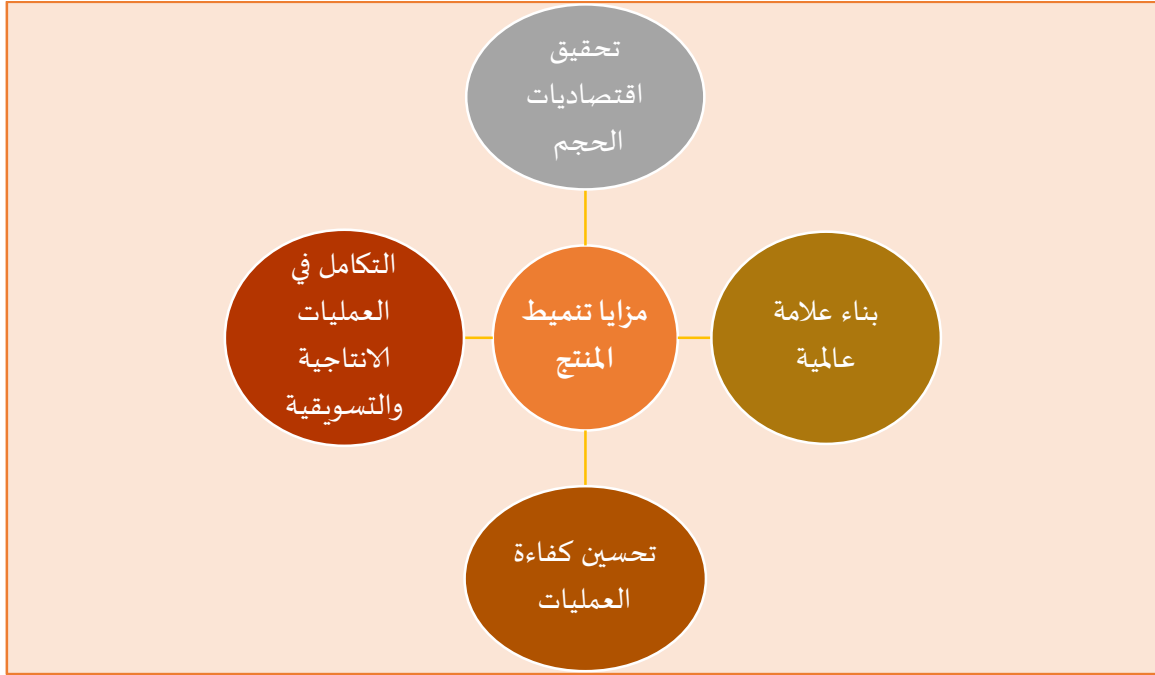 تحقيق
اقتصاديات
الحجم
بناء علامة
عالمية
مزايا تنميط
المنتج
التكامل في
العمليات
الانتاجية
والتسويقية
تحسين كفاءة
العمليات